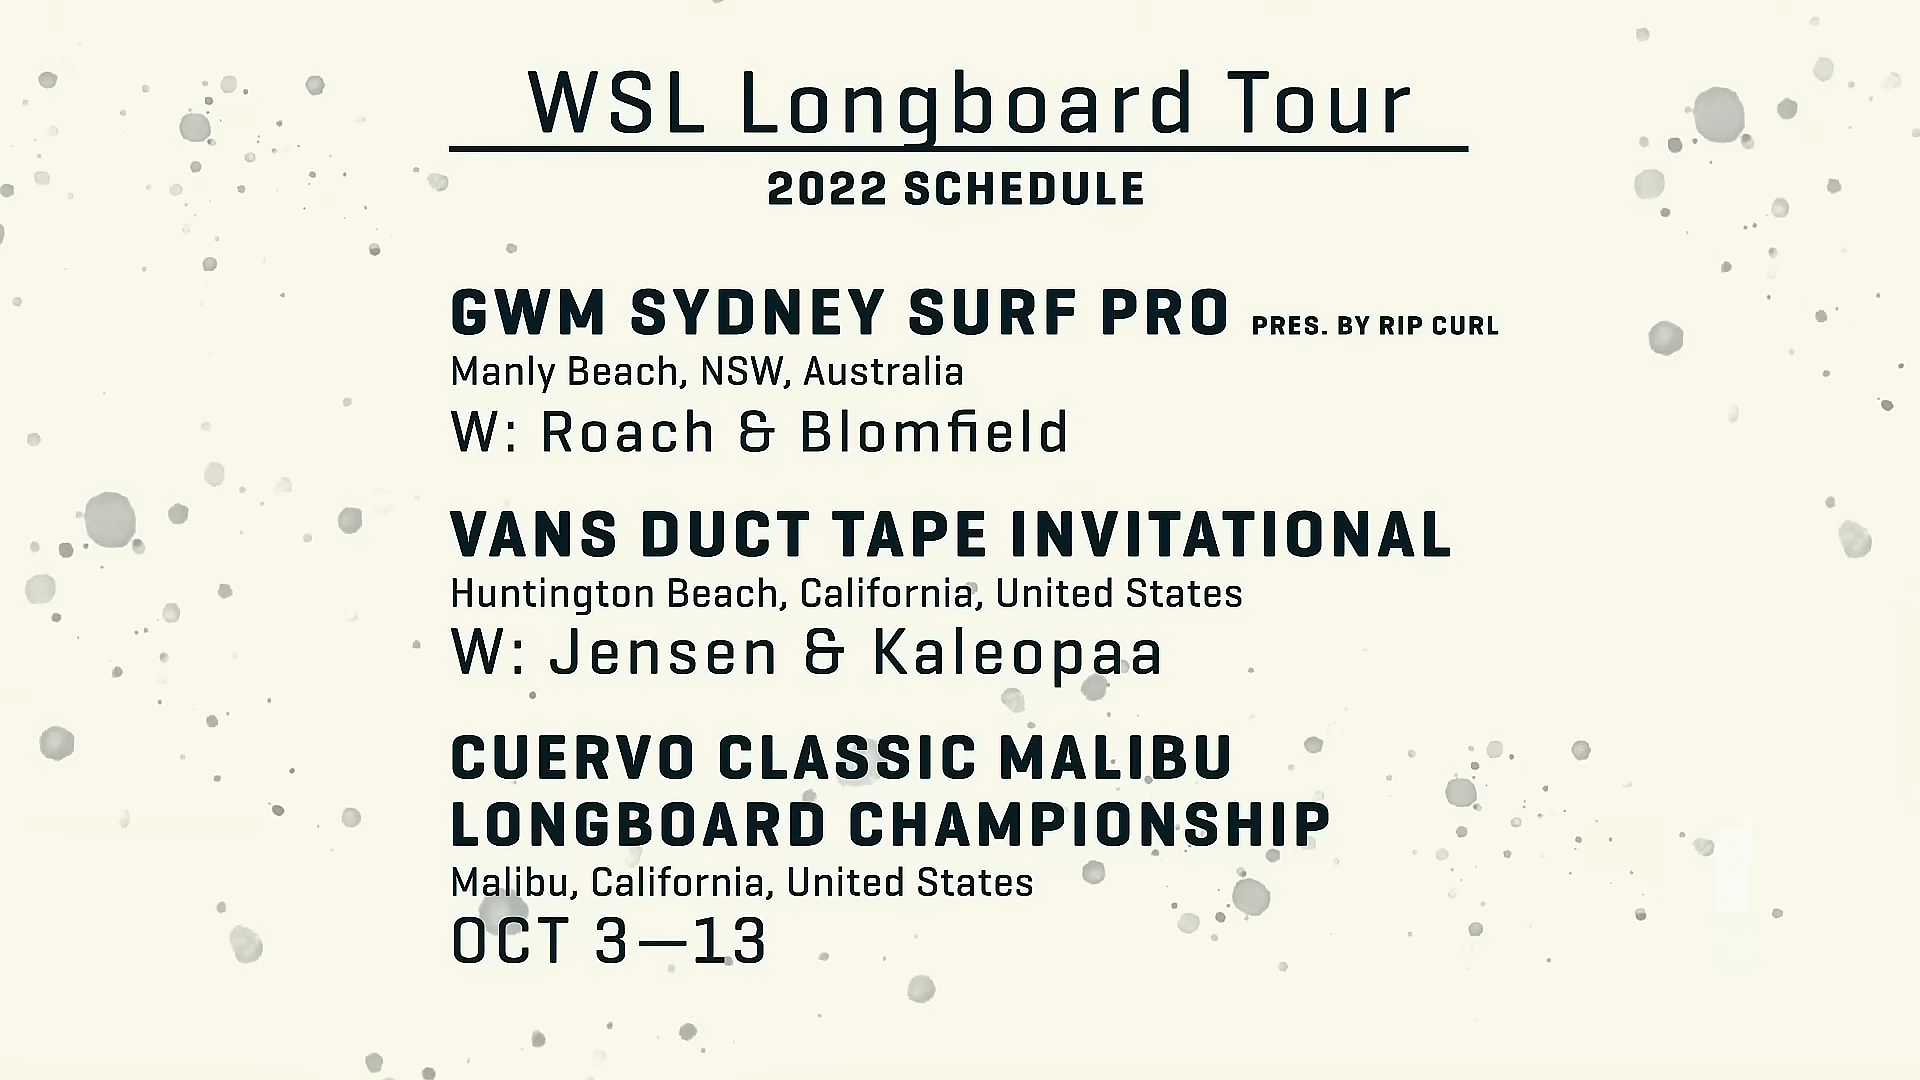 WSL Longboard Tour
2022 SCHEDULE
GWM SYDNEY SURF PRO PRES. BY RIP CURL
Manly Beach, NSW, Australia
W: Roach & Blomfield
VANS DUCT TAPE INVITATIONAL
Huntington Beach, California, United States
W: Jensen & Kaleopaa
CUERVO CLASSIC MALIBU
LONGBOARD CHAMPIONSHIP
Malibu, California, United States
OCT 3—13